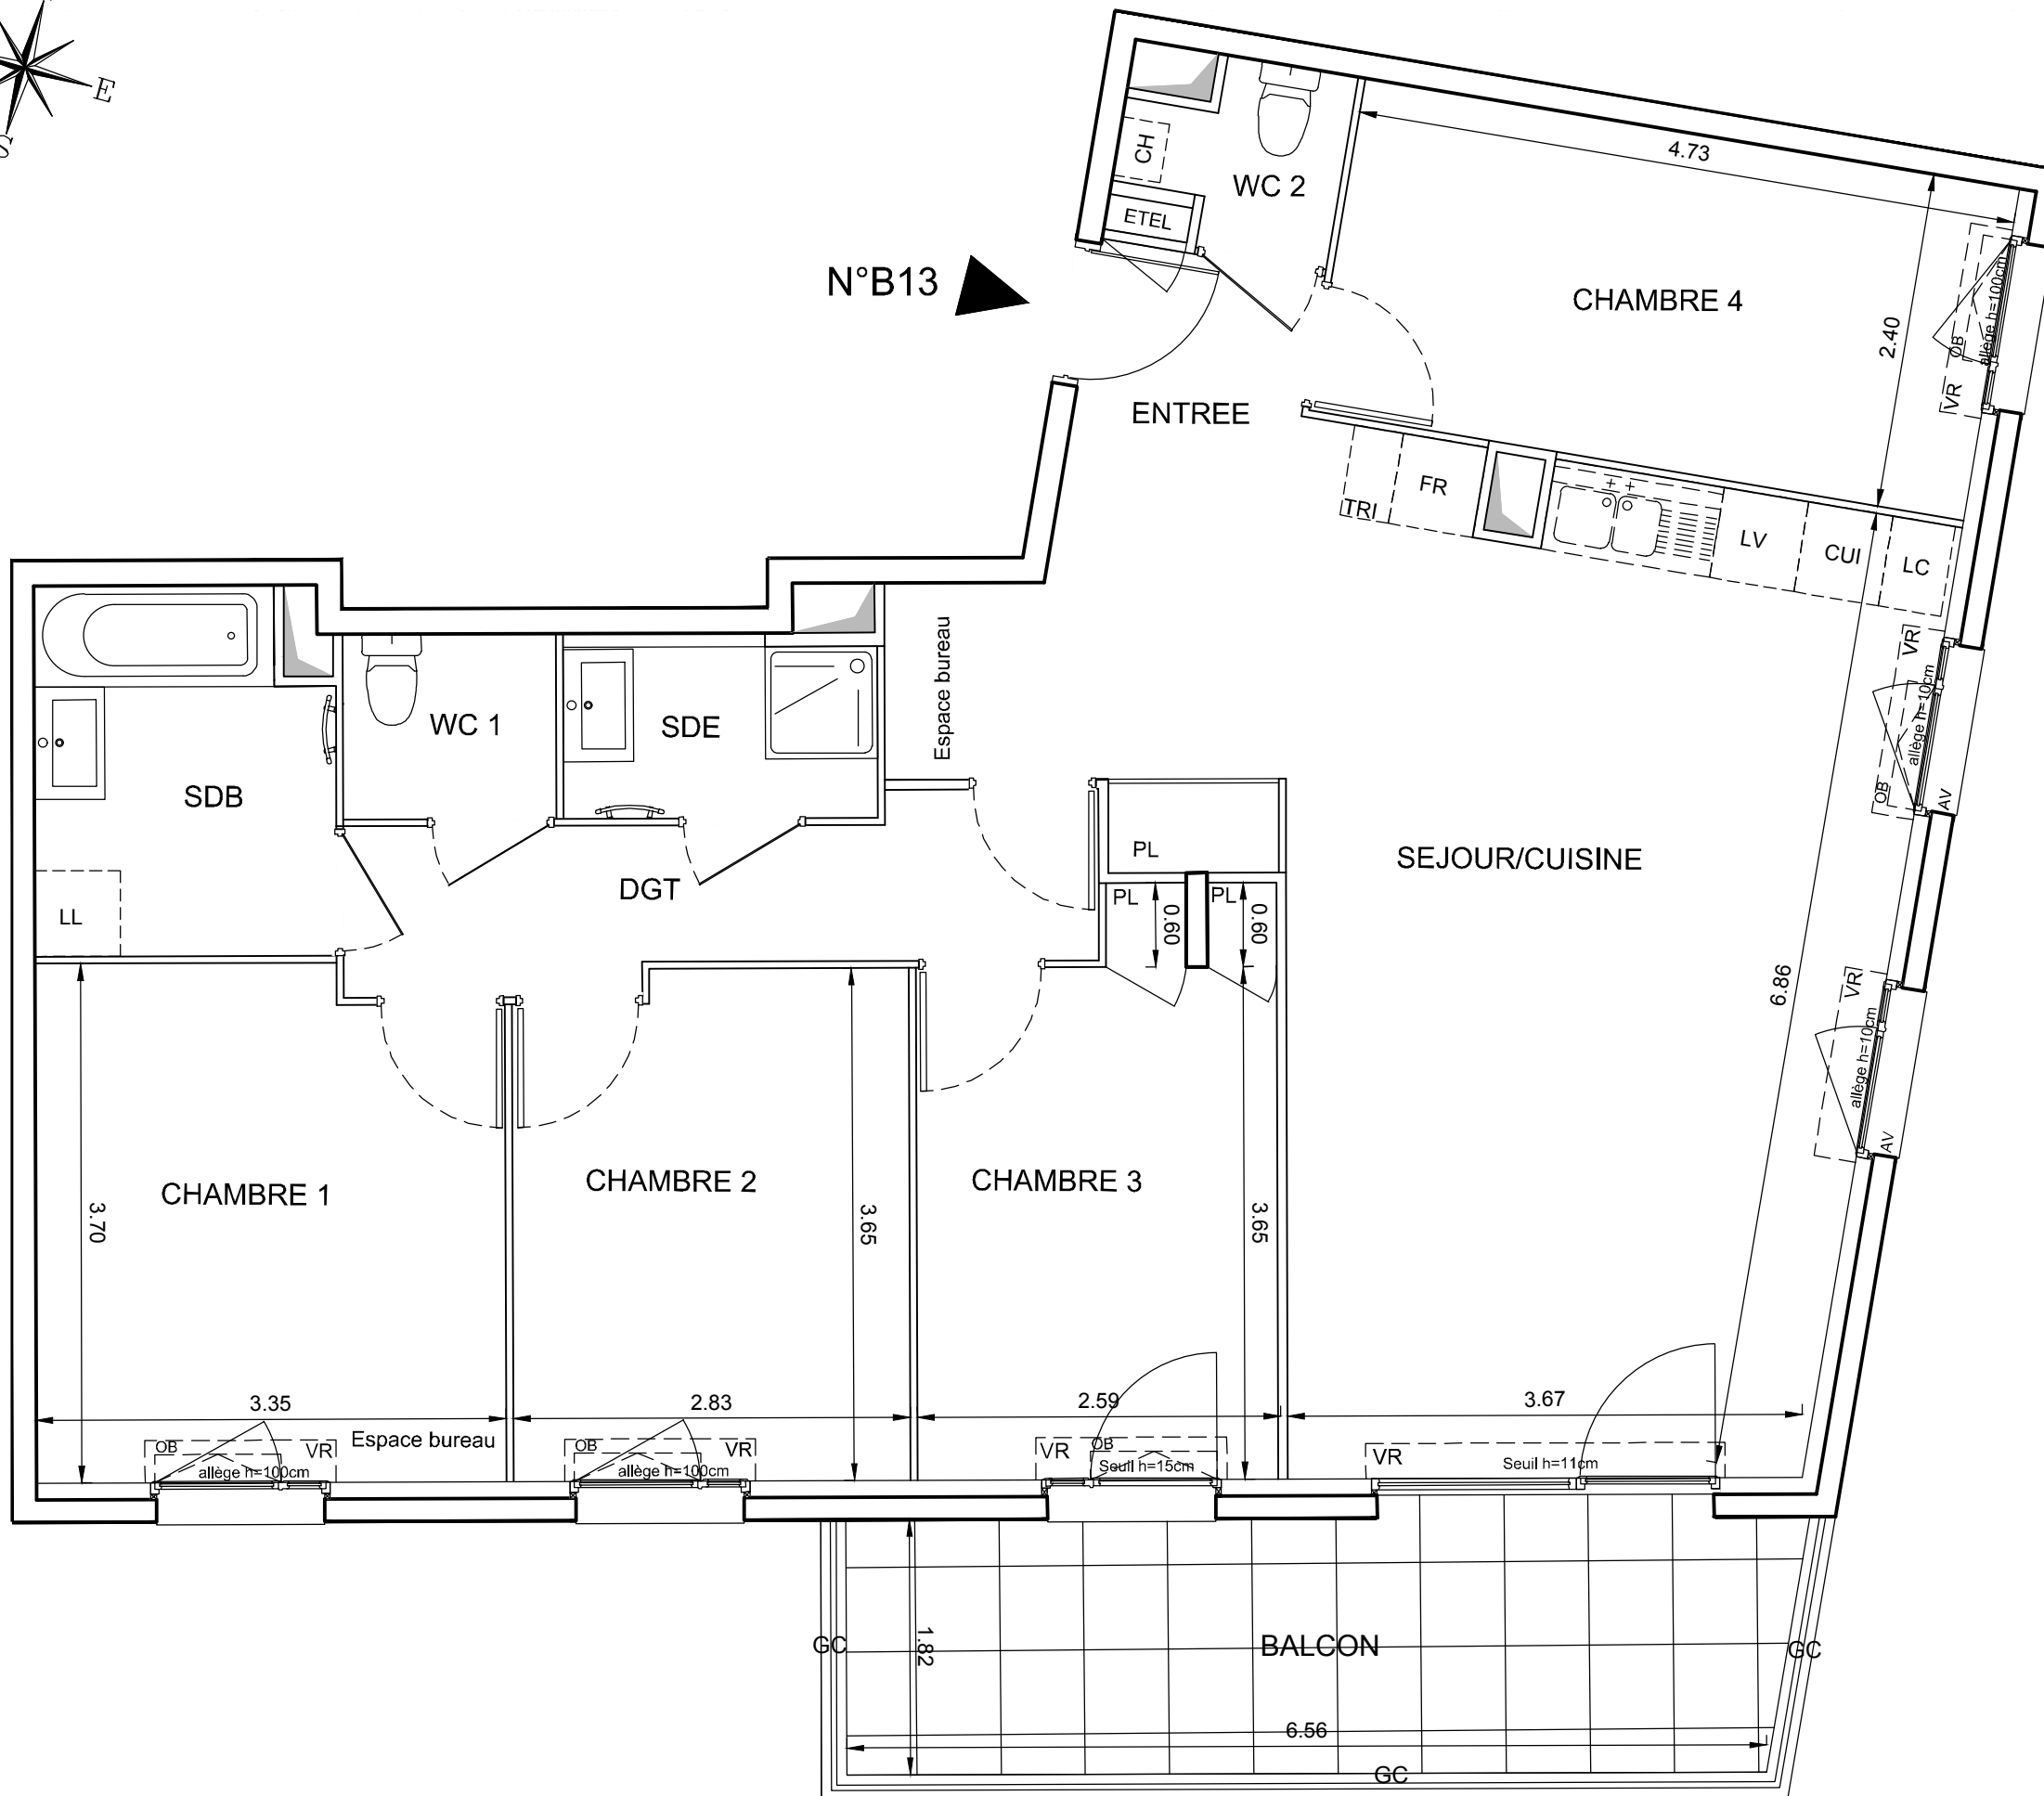 E
S
4.73
CH
WC 2
ETEL
N°B13
CHAMBRE 4
allège h=100cm
OB
VR
2.40
ENTREE
TRI
FR
LV
CUI
LC
Espace bureau
VR
allège h=10cm
OB
AV
WC 1
SDE
SDB
PL
SEJOUR/CUISINE
DGT
LL
PL
0.60
PL
0.60
6.86
VR
allège h=10cm
AV
CHAMBRE 1
CHAMBRE 2
CHAMBRE 3
3.70
3.65
3.65
3.35
2.83
2.59
3.67
Espace bureau
OB
VR
allège h=100cm
OB
VR
allège h=100cm
VR
OB
Seuil h=15cm
VR
Seuil h=11cm
GC
1.82
BALCON
GC
6.56
GC